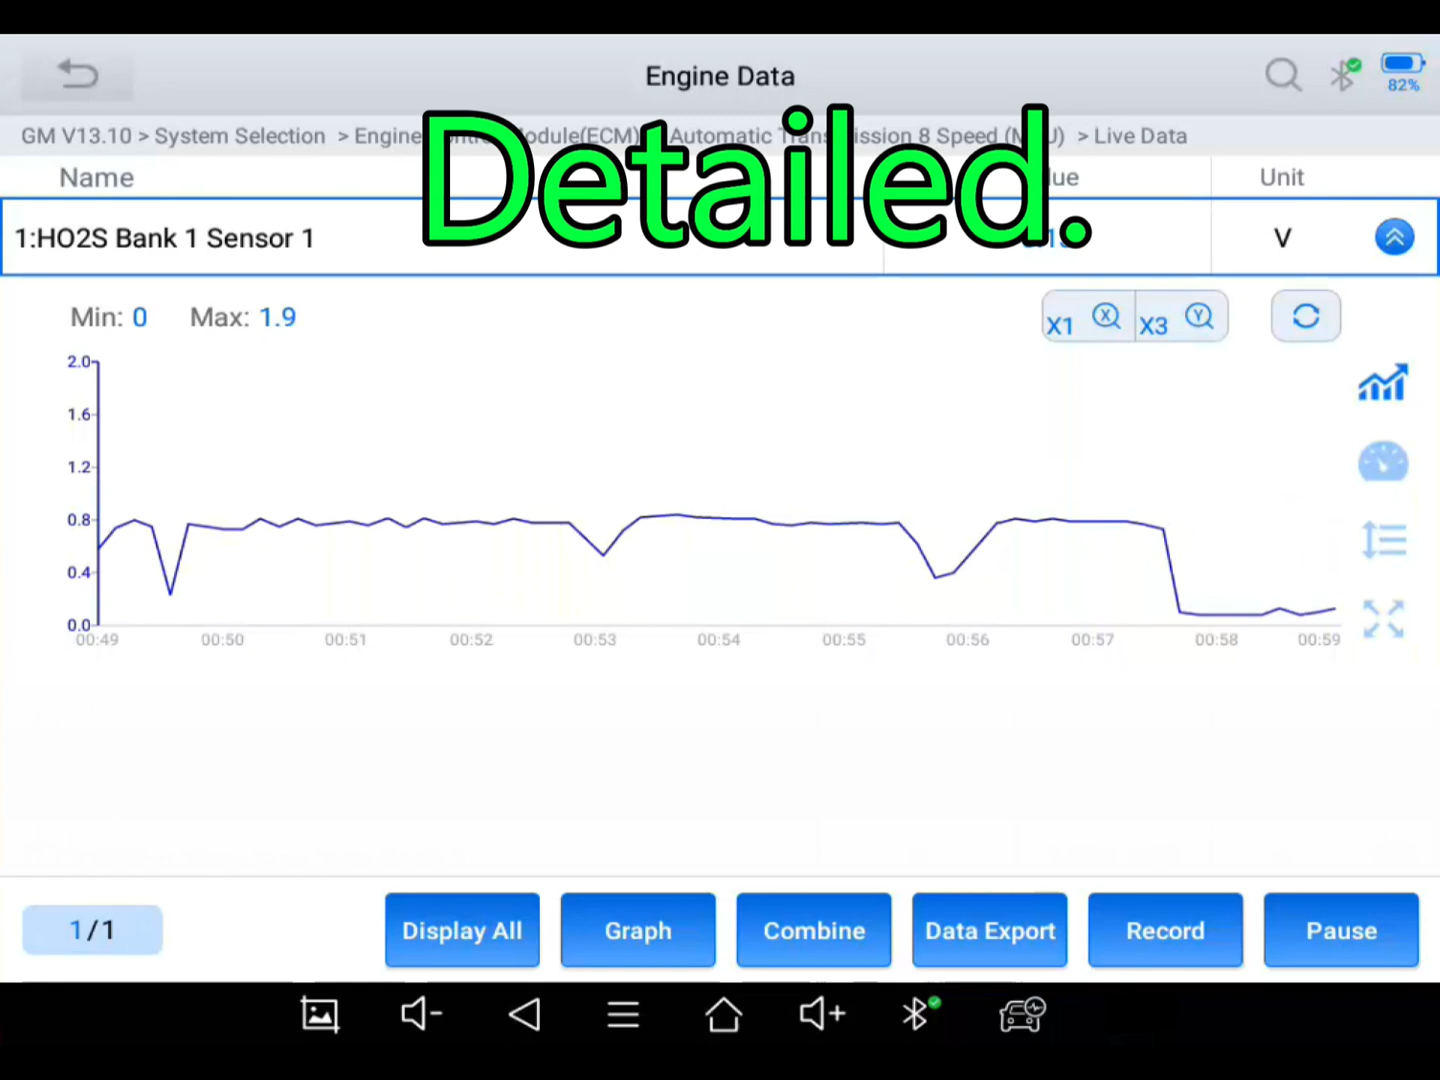 Engine Data
82%
GM V13.10 > System Selection > Engine Module(ECM) Automatic 8 Speed > Live Data
Detailed.
Name Unit
1:HO2S Bank 1 Sensor 1 V
Min: 0 Max: 1.9
X1 X X3 Y
2.0
1.6
1.2
0.8
0.4
0.0
00:49 00:50 00:51 00:52 00:53 00:54 00:55 00:56 00:57 00:58 00:59
1/1 Display All Graph Combine Data Export Record Pause